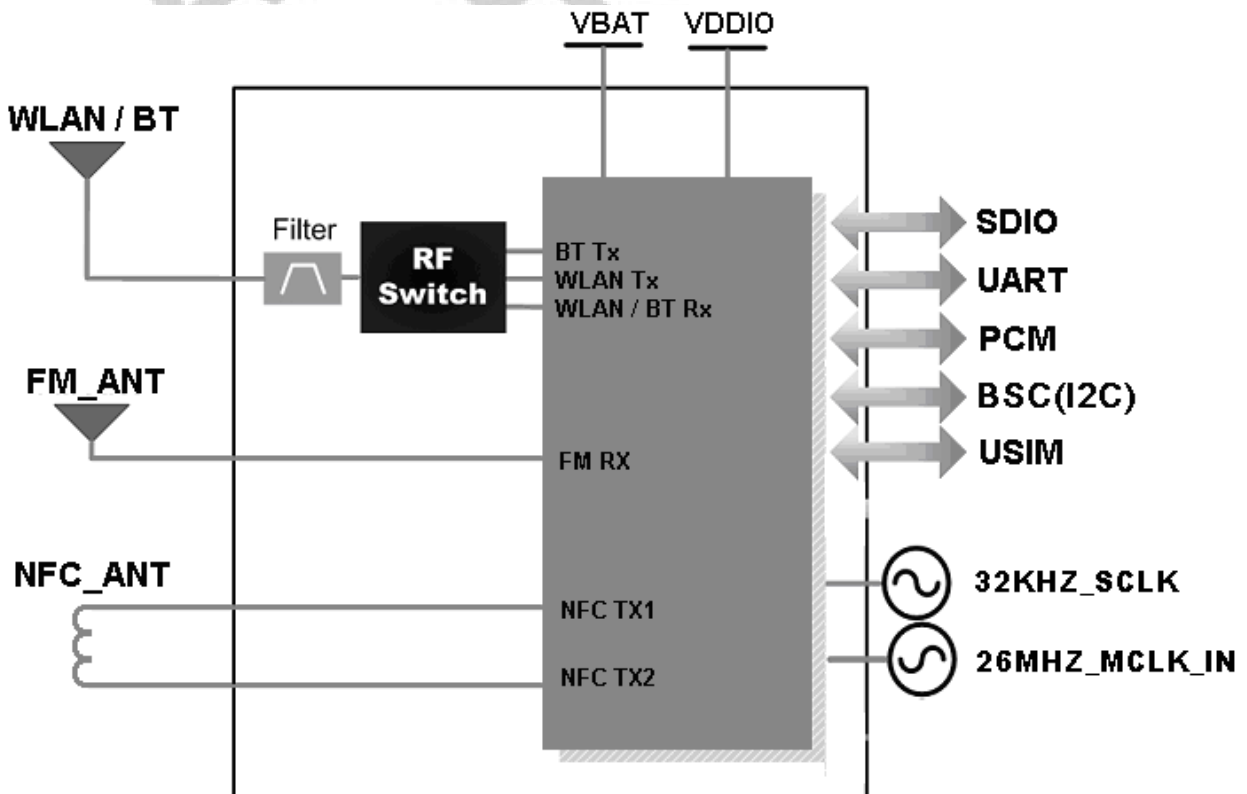 VBAT VDDIO
WLAN / BT
Filter
RF
Switch
BT Tx
WLAN Tx
WLAN / BT Rx
SDIO
UART
PCM
BSC(I2C)
USIM
FM_ANT
FM RX
NFC_ANT
NFC TX1
NFC TX2
32KHZ_SCLK
26MHZ_MCLK_IN